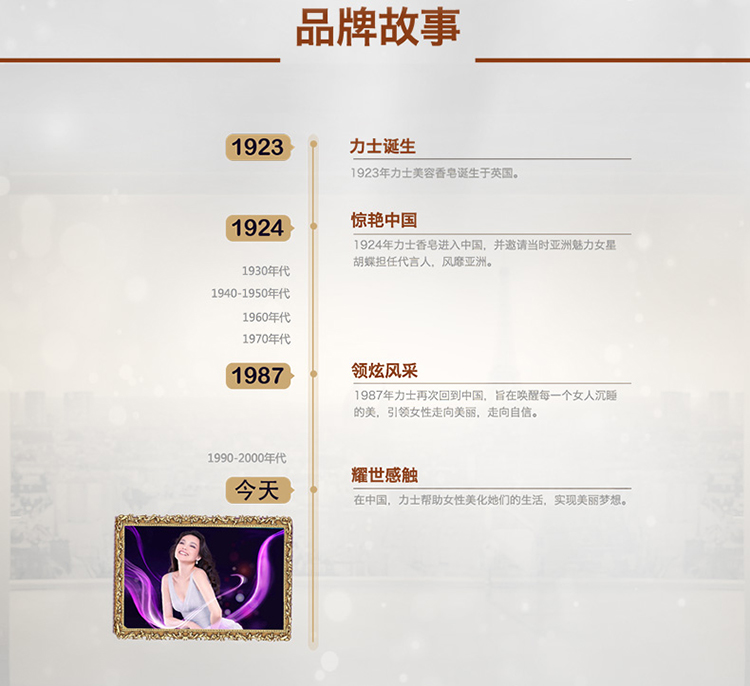 品牌故事
1923
力士诞生
1923年力士美容香皂诞生于英国。
1924
惊艳中国
1924年力士香皂进入中国，并邀请当时亚洲魅力女星
胡蝶担任代言人，风靡亚洲。
1930年代
1940-1950年代
1960年代
1970年代
1987
领炫风采
1987年力士再次回到中国，旨在唤醒每一个女人沉睡
的美，引领女性走向美丽，走向自信。
1990-2000年代
今天
耀世感触
在中国，力士帮助女性美化她们的生活，实现美丽梦想。